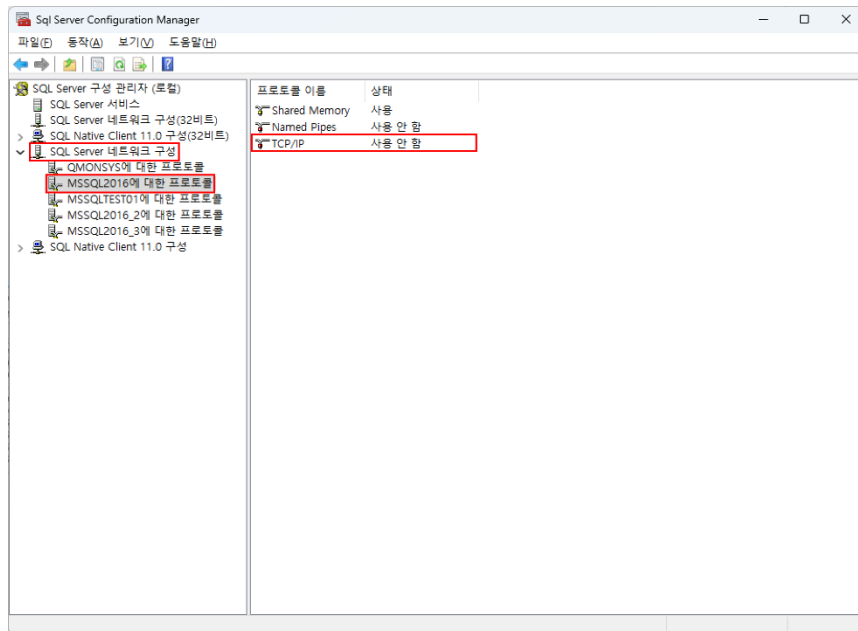 Sql Server Configuration Manager
파일(F) 동작(A) 보기(V) 도움말(H)
SQL Server 구성 관리자 (로컬)
SQL Server 서비스
SQL Server 네트워크 구성(32비트)
SQL Native Client 11.0 구성(32비트)
SQL Server 네트워크 구성
QMONSYS에 대한 프로토콜
MSSQL2016에 대한 프로토콜
MSSQLTEST01에 대한 프로토콜
MSSQL2016_2에 대한 프로토콜
MSSQL2016_3에 대한 프로토콜
SQL Native Client 11.0 구성
프로토콜 이름 상태
Shared Memory 사용
Named Pipes 사용 안 함
TCP/IP 사용 안 함